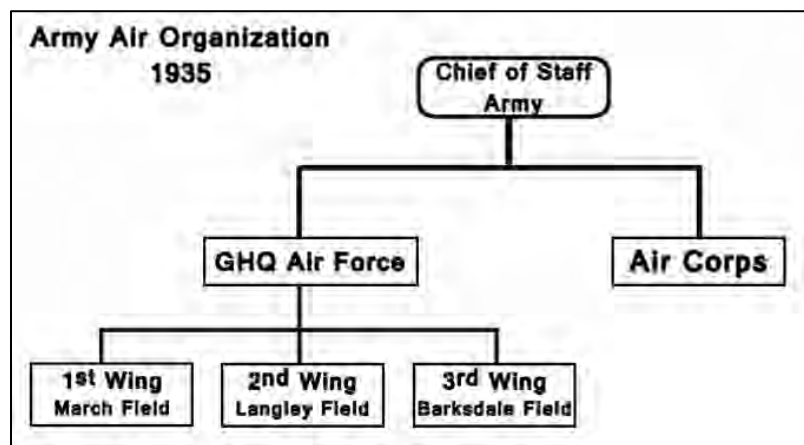 Army Air Organization
1935
Chief of Staff
Army
GHQ Air Force
Air Corps
1st Wing
March Field
2nd Wing
Langley Field
3rd Wing
Barksdale Field